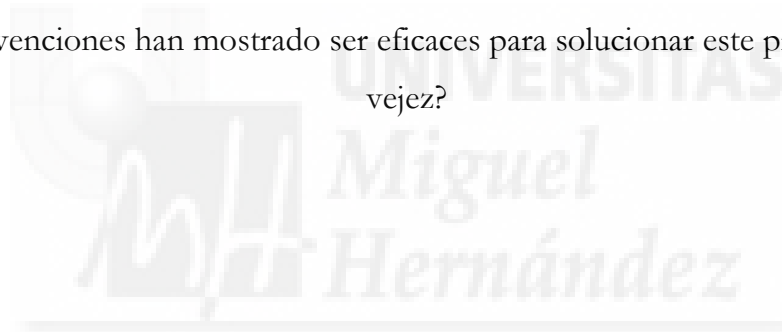 venciones han mostrado ser eficaces para solucionar este p
vejez?
UNIVERSITAS
Miguel
Hernández